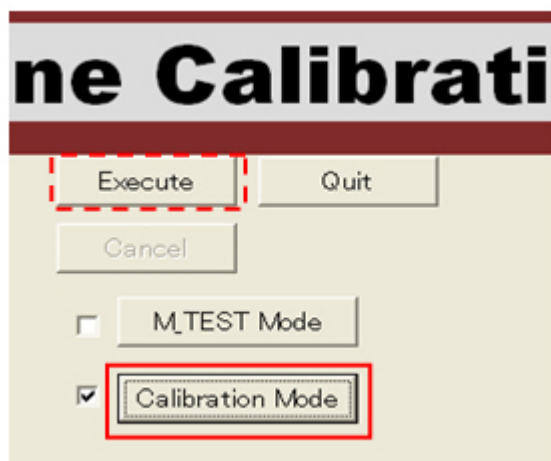 ne Calibrati
Execute Quit
Cancel
M_TEST Mode
Calibration Mode